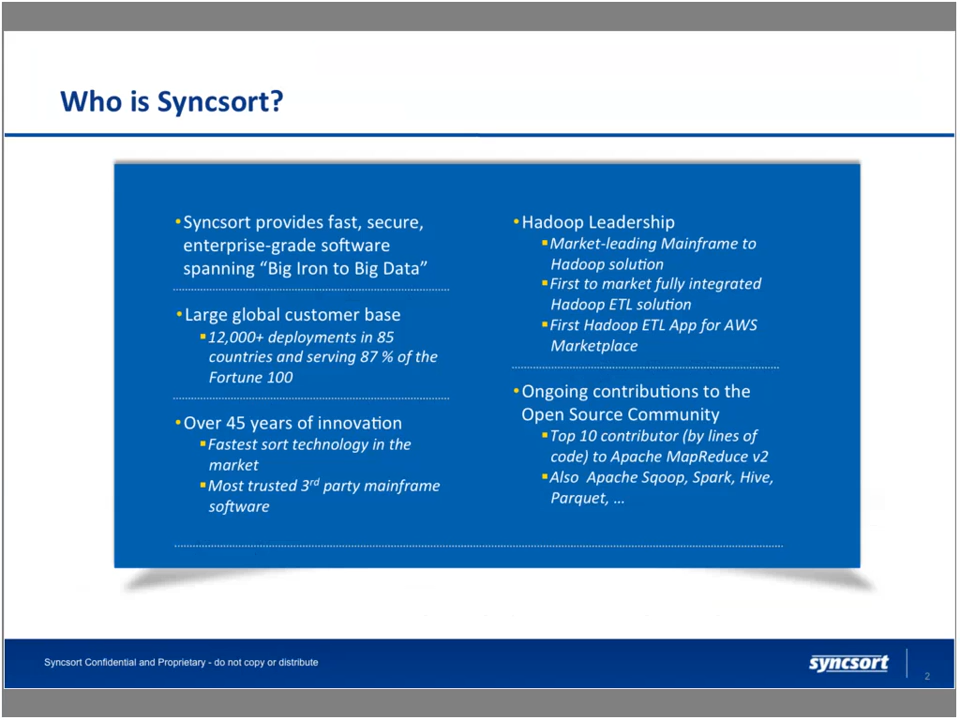 Who is Syncsort?
•Syncsort provides fast, secure,
enterprise-grade software
spanning “Big Iron to Big Data”
•Large global customer base
▪12,000+ deployments in 85
countries and serving 87 % of the
Fortune 100
•Over 45 years of innovation
▪Fastest sort technology in the
market
▪Most trusted 3rd party mainframe
software
•Hadoop Leadership
▪Market-leading Mainframe to
Hadoop solution
▪First to market fully integrated
Hadoop ETL solution
▪First Hadoop ETL App for AWS
Marketplace
•Ongoing contributions to the
Open Source Community
▪Top 10 contributor (by lines of
code) to Apache MapReduce v2
▪Also Apache Sqoop, Spark, Hive,
Parquet, …
Syncsort Confidential and Proprietary - do not copy or distribute
syncsort
2